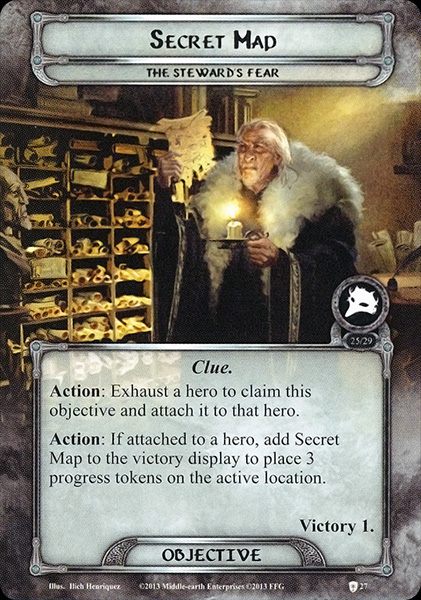 SECRET MAP
THE STEWARD'S FEAR
25/29
Clue.
Action: Exhaust a hero to claim this
objective and attach it to that hero.
Action: If attached to a hero, add Secret
Map to the victory display to place 3
progress tokens on the active location.
Victory 1.
OBJECTIVE
Illus. Ilich Henriquez ©2013 Middle-earth Enterprises ©2013 FFG 27